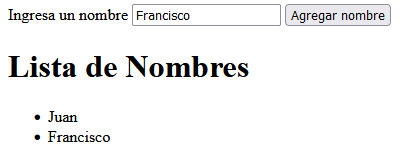 Ingresa un nombre Francisco Agregar nombre
Lista de Nombres
Juan
Francisco